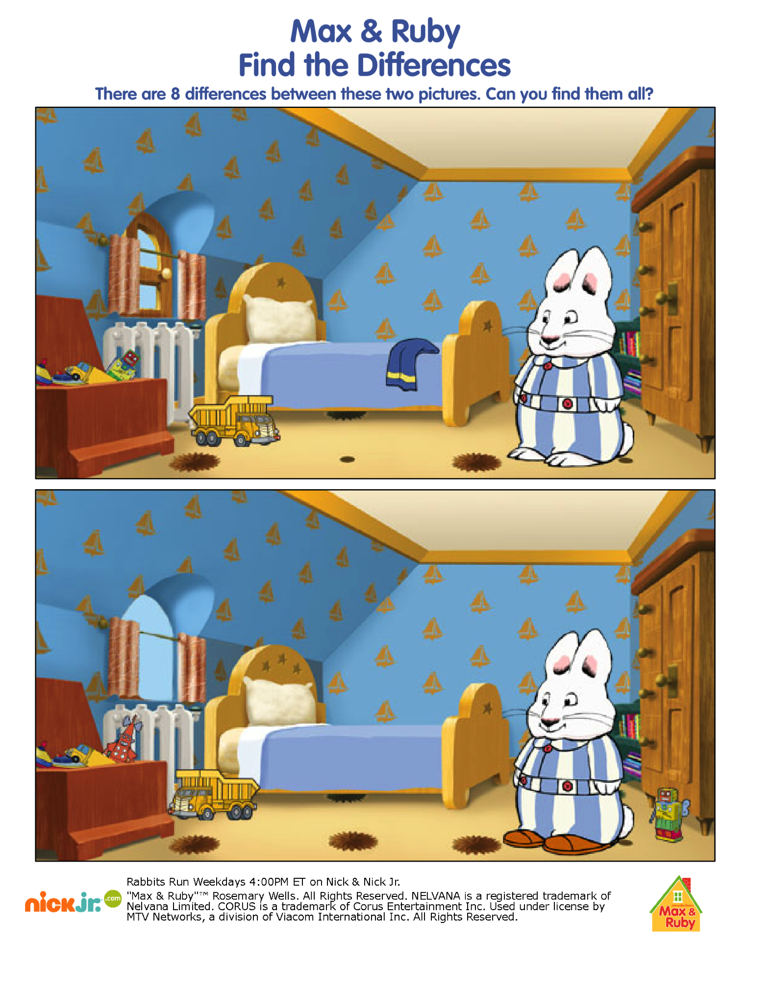 Max & Ruby
Find the Differences
There are 8 differences between these two pictures. Can you find them all?
Rabbits Run Weekdays 4:00PM ET on Nick & Nick Jr.
"Max & Ruby"™ Rosemary Wells. All Rights Reserved. NELVANA is a registered trademark of
Nelvana Limited. CORUS is a trademark of Corus Entertainment Inc. Used under license by
MTV Networks, a division of Viacom International Inc. All Rights Reserved.
nick jr. .com
nickelodeon
Max &
Ruby